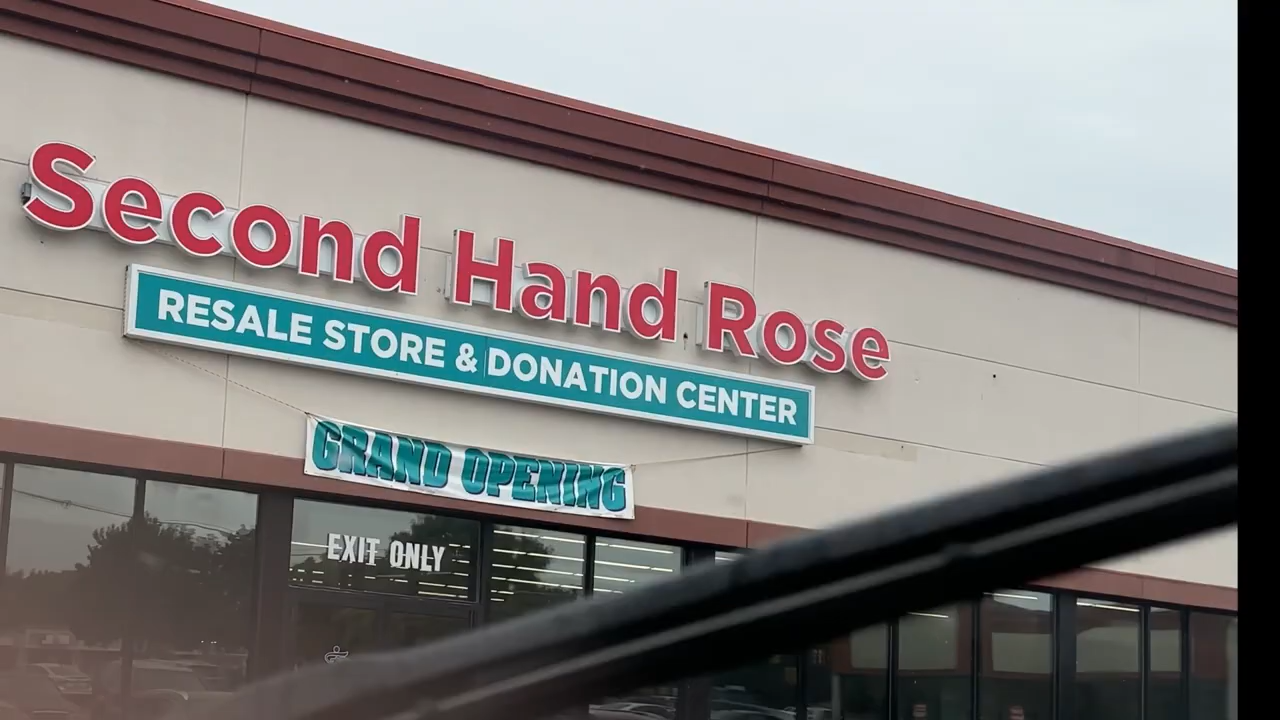 Second Hand Rose
RESALE STORE & DONATION CENTER
GRAND OPENING
EXIT ONLY